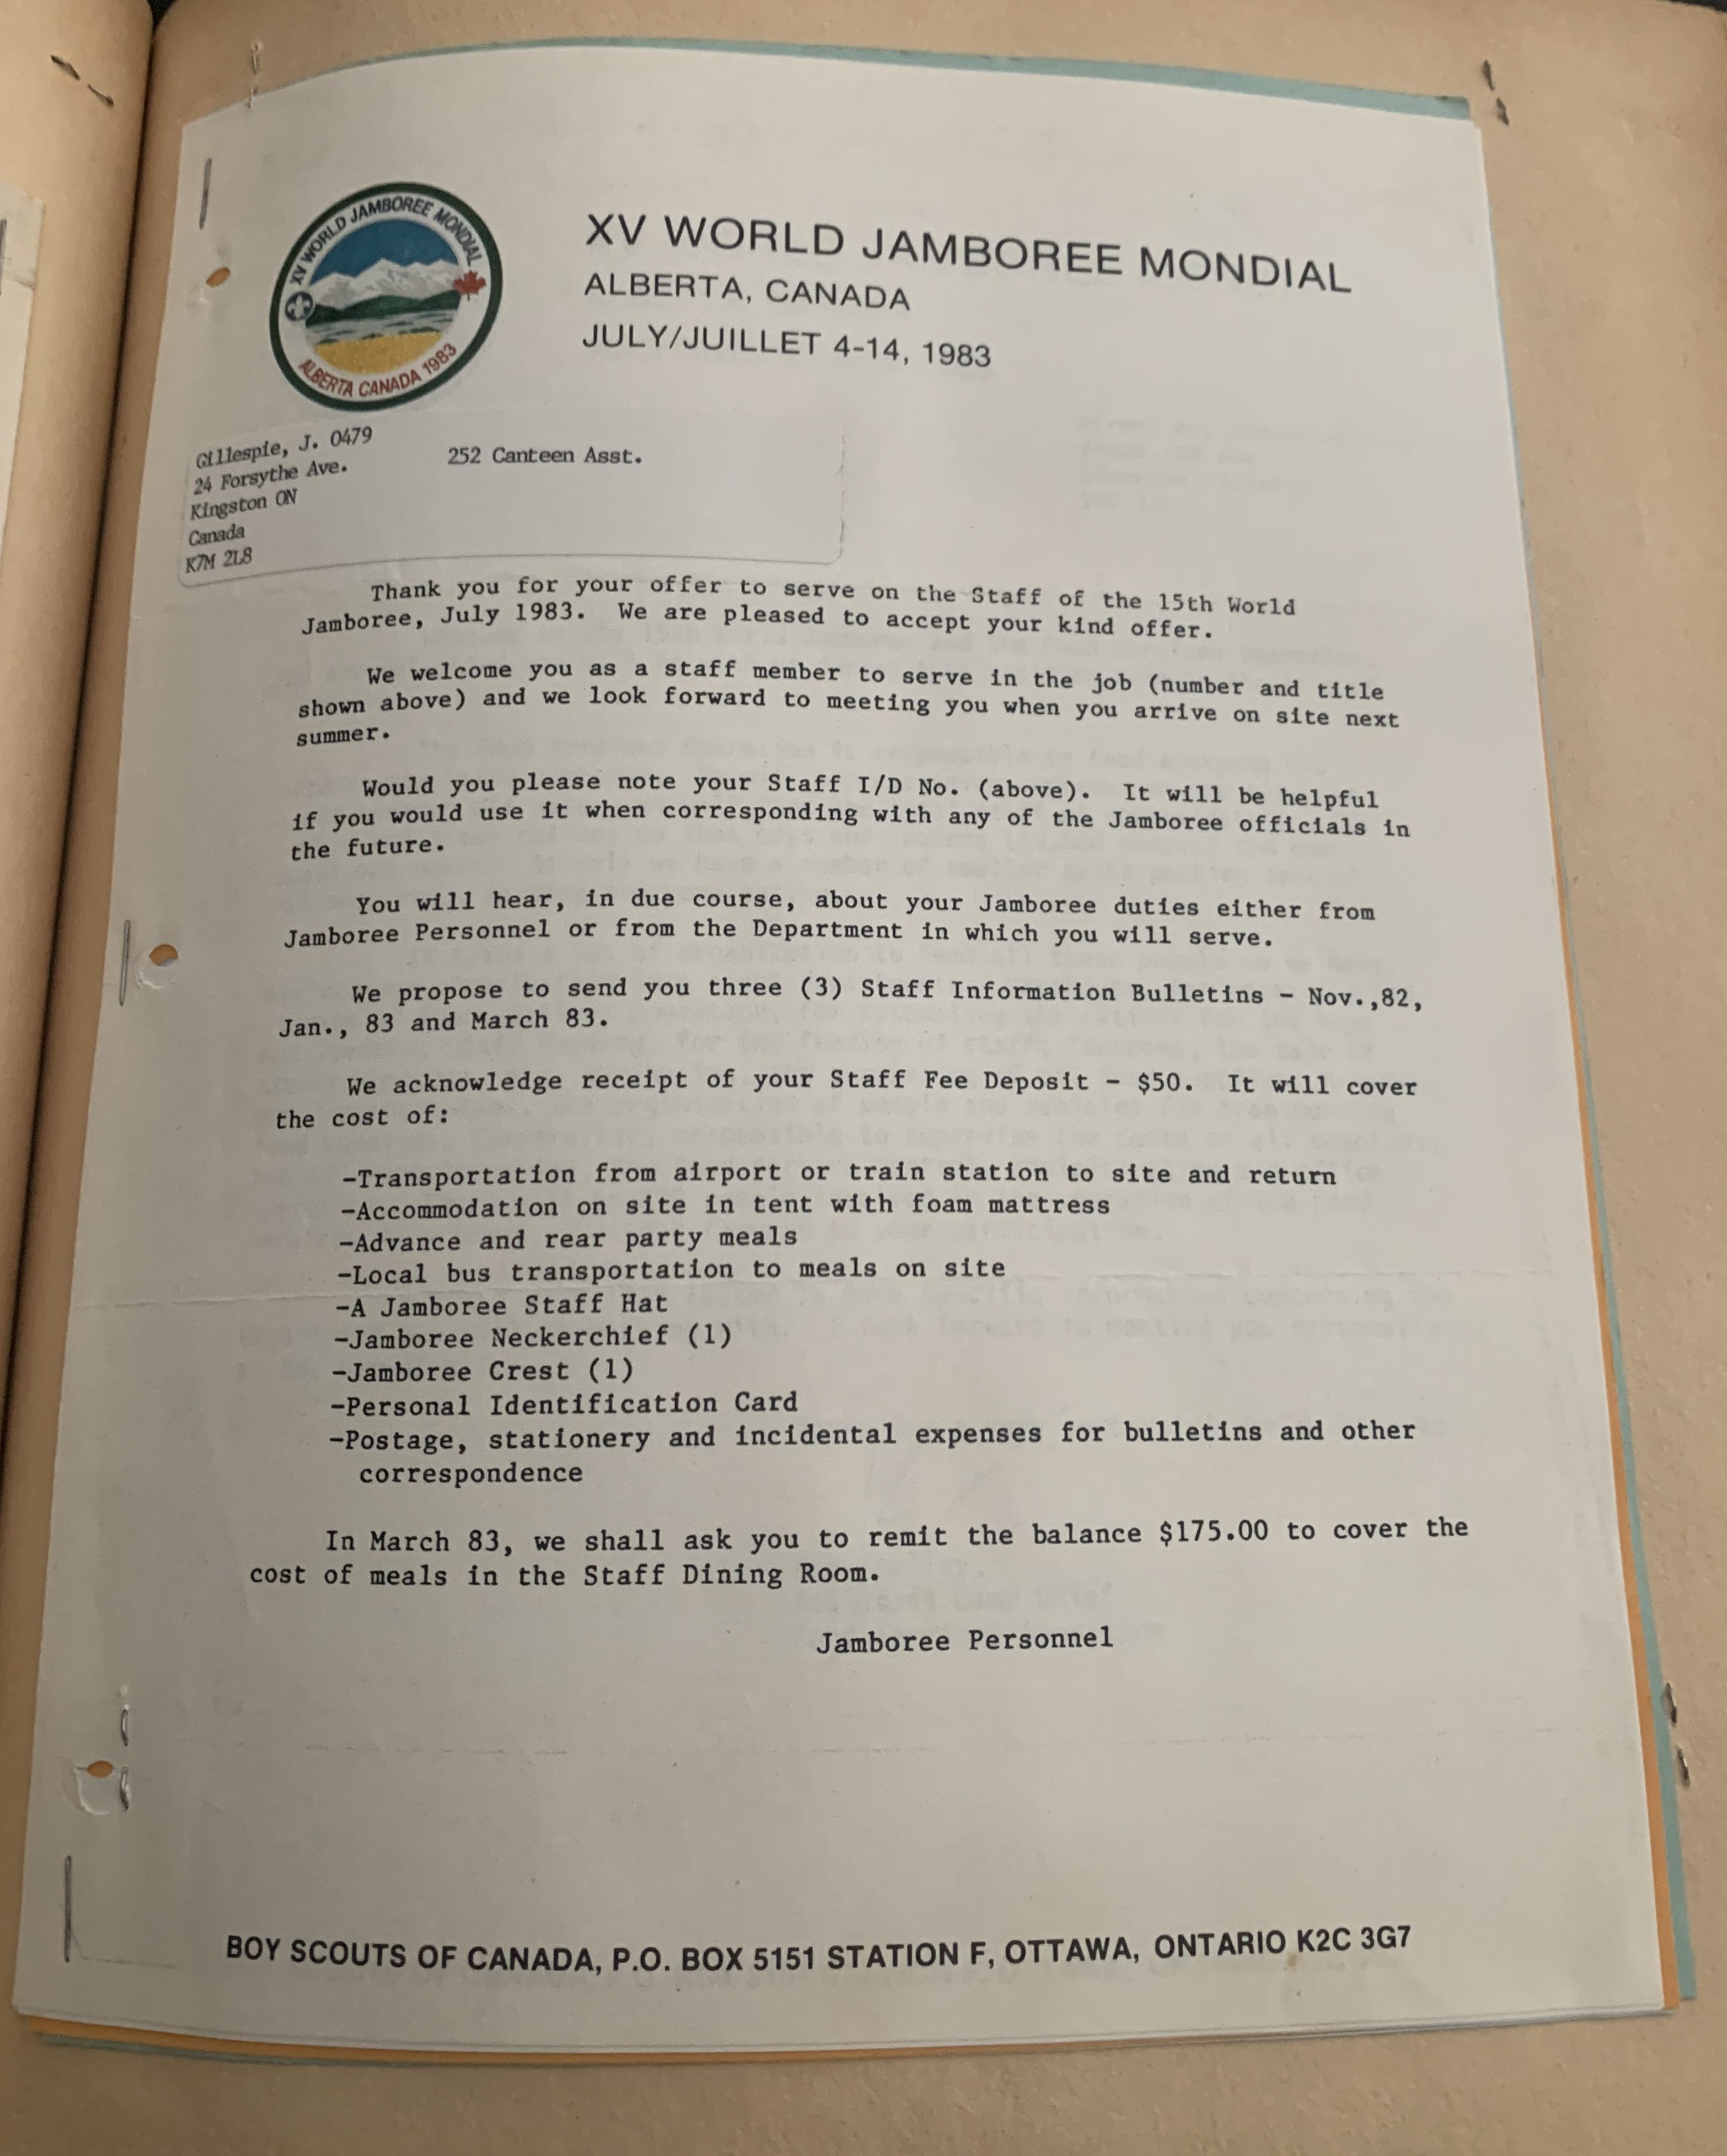 XV WORLD JAMBOREE MONDIAL
ALBERTA CANADA 1983
XV WORLD JAMBOREE MONDIAL
ALBERTA, CANADA
JULY/JUILLET 4-14, 1983
Gillespie, J. 0479
252 Canteen Asst.
24 Forsythe Ave.
Kingston ON
Canada
K7M 2L8
Thank you for your offer to serve on the Staff of the 15th World
Jamboree, July 1983. We are pleased to accept your kind offer.
We welcome you as a staff member to serve in the job (number and title
shown above) and we look forward to meeting you when you arrive on site next
summer.
Would you please note your Staff I/D No. (above). It will be helpful
if you would use it when corresponding with any of the Jamboree officials in
the future.
You will hear, in due course, about your Jamboree duties either from
Jamboree Personnel or from the Department in which you will serve.
We propose to send you three (3) Staff Information Bulletins - Nov.,82,
Jan., 83 and March 83.
We acknowledge receipt of your Staff Fee Deposit - $50. It will cover
the cost of:
-Transportation from airport or train station to site and return
-Accommodation on site in tent with foam mattress
-Advance and rear party meals
-Local bus transportation to meals on site
-A Jamboree Staff Hat
-Jamboree Neckerchief (1)
-Jamboree Crest (1)
-Personal Identification Card
-Postage, stationery and incidental expenses for bulletins and other
correspondence
In March 83, we shall ask you to remit the balance $175.00 to cover the
cost of meals in the Staff Dining Room.
Jamboree Personnel
BOY SCOUTS OF CANADA, P.O. BOX 5151 STATION F, OTTAWA, ONTARIO K2C 3G7